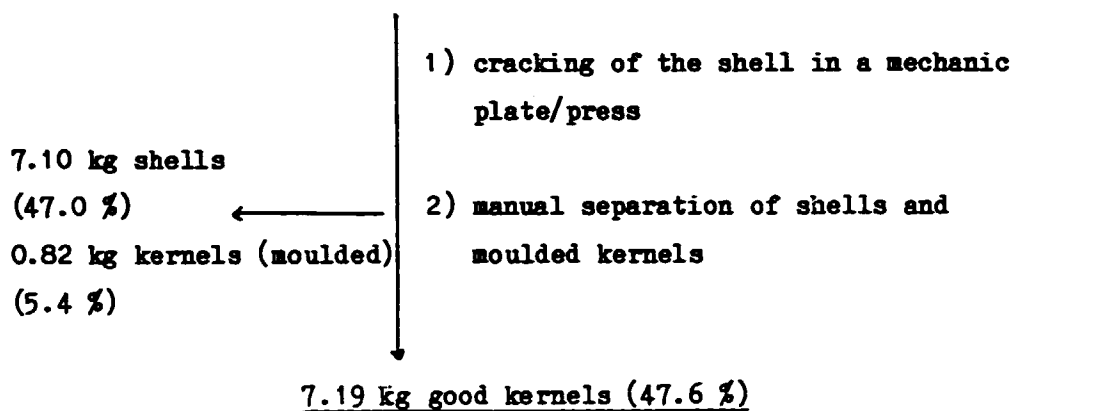 1) cracking of the shell in a mechanic
plate/press
7.10 kg shells
(47.0 %)
2) manual separation of shells and
0.82 kg kernels (moulded)
moulded kernels
(5.4 %)
7.19 kg good kernels (47.6 %)